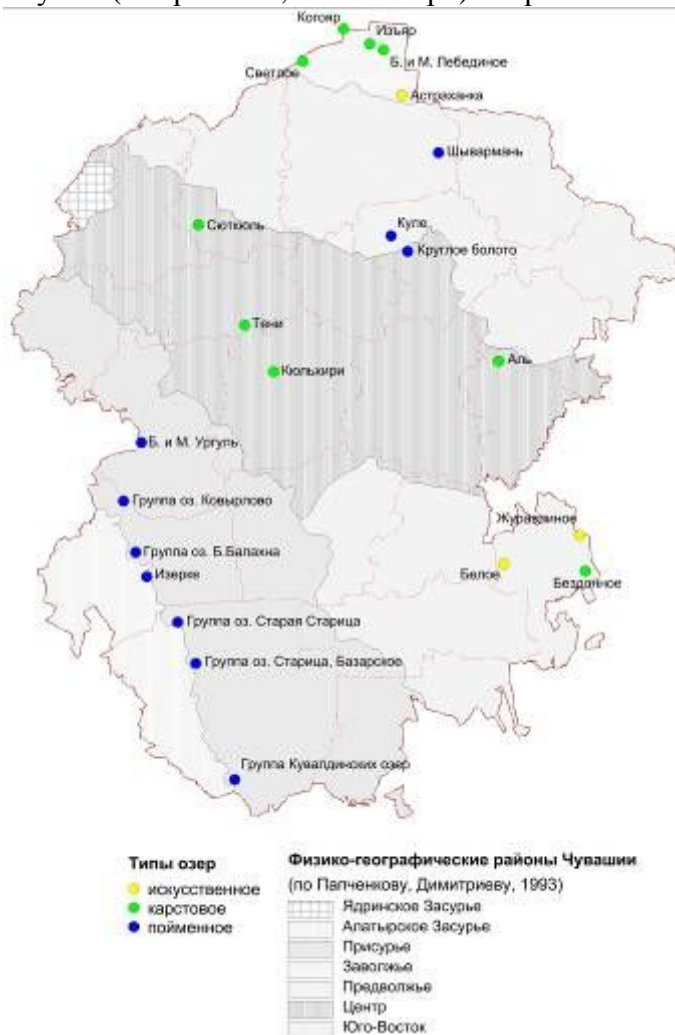 Когояр
Изъяр
Б. и М. Лебединое
Светлое
Астраханка
Шывармань
Сюткюль
Куле
Круглое болото
Тени
Аль
Кюльхири
Б. и М. Ургуль
Группа оз. Ковырлово
Журавлиное
Группа оз. Б.Балахна
Белое
Изерке
Бездонное
Группа оз. Старая Старица
Группа оз. Старица, Базарское
Группа Кувалдинских озер
Типы озер
искусственное
карстовое
пойменное
Физико-географические районы Чувашии
(по Папченкову, Димитриеву, 1993)
Ядринское Засурье
Алатырское Засурье
Присурье
Заволжье
Предволжье
Центр
Юго-Восток